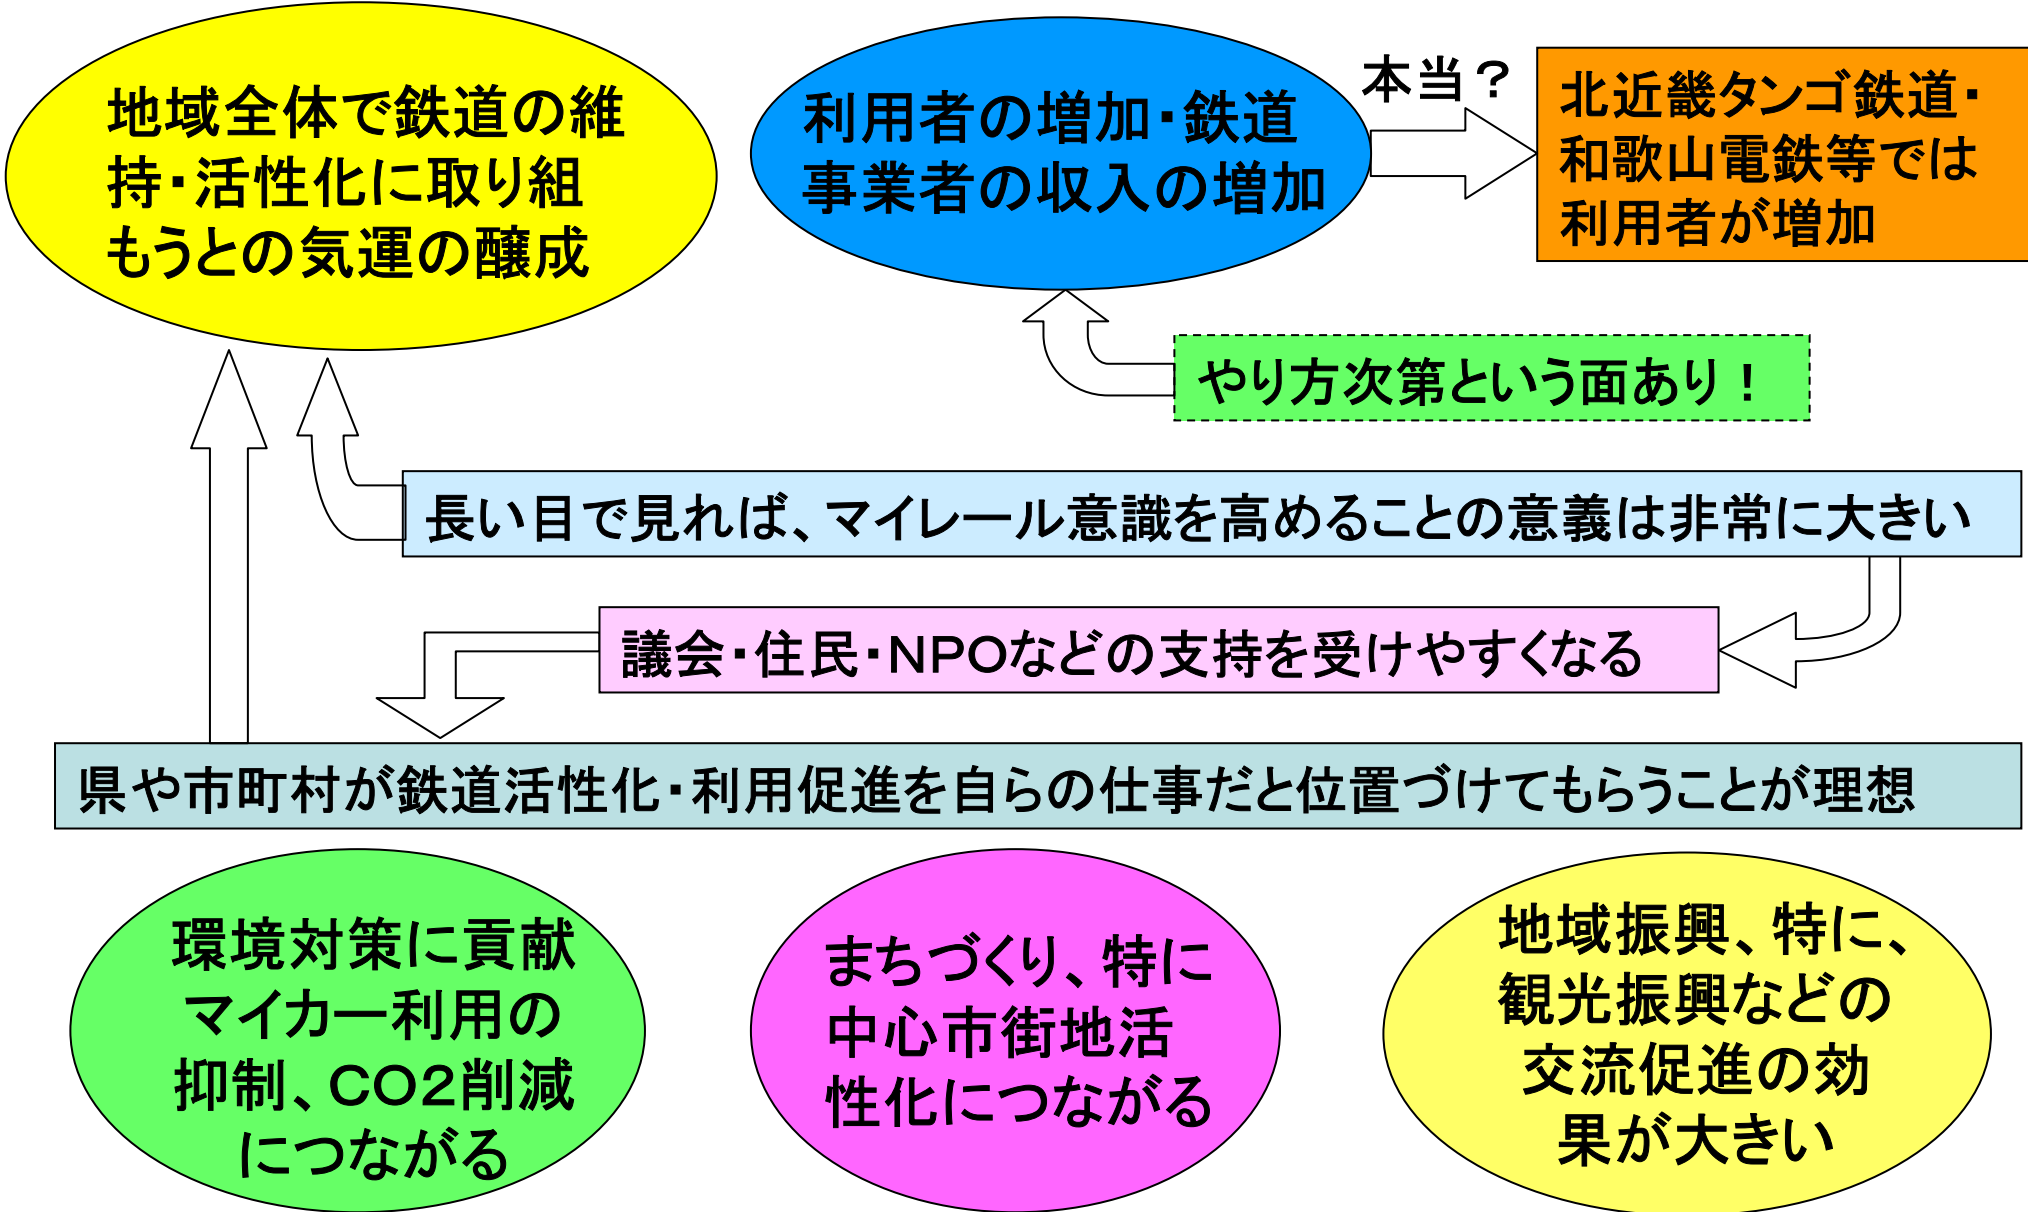 地域全体で鉄道の維
持・活性化に取り組
もうとの気運の醸成
利用者の増加・鉄道
事業者の収入の増加
本当？
北近畿タンゴ鉄道・
和歌山電鉄等では
利用者が増加
やり方次第という面あり！
長い目で見れば、マイレール意識を高めることの意義は非常に大きい
議会・住民・NPOなどの支持を受けやすくなる
県や市町村が鉄道活性化・利用促進を自らの仕事だと位置づけてもらうことが理想
環境対策に貢献
マイカー利用の
抑制、CO2削減
につながる
まちづくり、特に
中心市街地活
性化につながる
地域振興、特に、
観光振興などの
交流促進の効
果が大きい